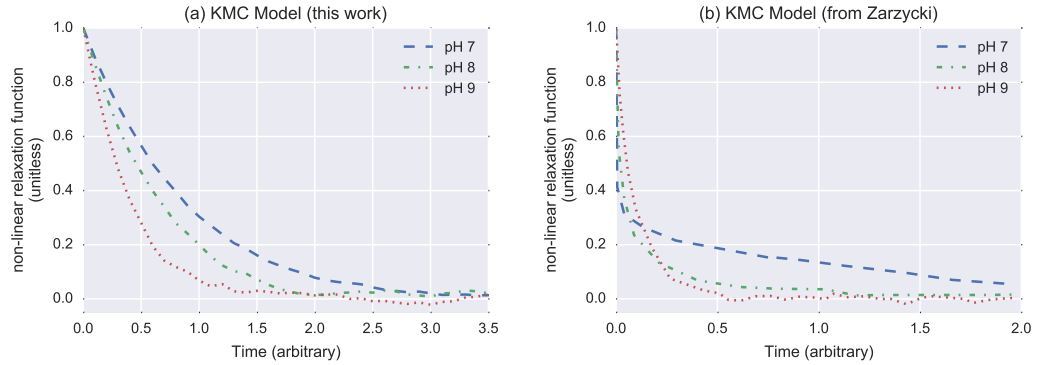 (a) KMC Model (this work)
non-linear relaxation function
(unitless)
1.0
0.8
0.6
0.4
0.2
0.0
pH 7
pH 8
pH 9
0.0 0.5 1.0 1.5 2.0 2.5 3.0 3.5
Time (arbitrary)
(b) KMC Model (from Zarzycki)
non-linear relaxation function
(unitless)
1.0
0.8
0.6
0.4
0.2
0.0
pH 7
pH 8
pH 9
0.0 0.5 1.0 1.5 2.0
Time (arbitrary)